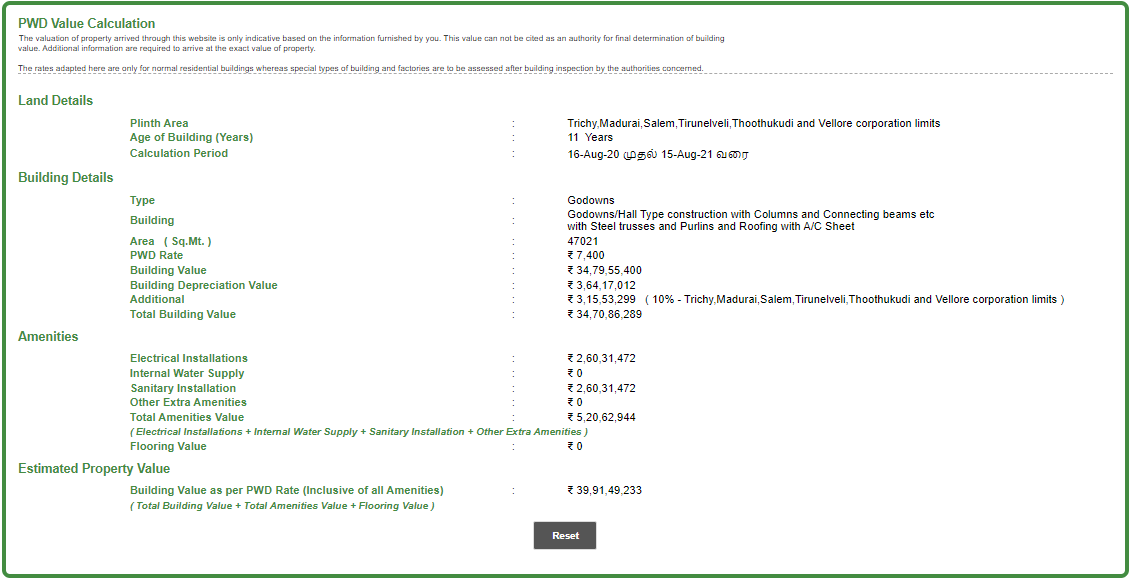 PWD Value Calculation
The valuation of property arrived through this website is only indicative based on the information furnished by you. This value can not be cited as an authority for final determination of building
value. Additional information are required to arrive at the exact value of property.
The rates adapted here are only for normal residential buildings whereas special types of building and factories are to be assessed after building inspection by the authorities concerned.
Land Details
Plinth Area : Trichy,Madurai,Salem,Tirunelveli,Thoothukudi and Vellore corporation limits
Age of Building (Years) : 11 Years
Calculation Period : 16-Aug-20 முதல் 15-Aug-21 வரை
Building Details
Type : Godowns
Building : Godowns/Hall Type construction with Columns and Connecting beams etc
with Steel trusses and Purlins and Roofing with A/C Sheet
Area ( Sq.Mt. ) : 47021
PWD Rate : ₹ 7,400
Building Value : ₹ 34,79,55,400
Building Depreciation Value : ₹ 3,64,17,012
Additional : ₹ 3,15,53,299 ( 10% - Trichy,Madurai,Salem,Tirunelveli,Thoothukudi and Vellore corporation limits )
Total Building Value : ₹ 34,70,86,289
Amenities
Electrical Installations : ₹ 2,60,31,472
Internal Water Supply : ₹ 0
Sanitary Installation : ₹ 2,60,31,472
Other Extra Amenities : ₹ 0
Total Amenities Value : ₹ 5,20,62,944
( Electrical Installations + Internal Water Supply + Sanitary Installation + Other Extra Amenities )
Flooring Value : ₹ 0
Estimated Property Value
Building Value as per PWD Rate (Inclusive of all Amenities) : ₹ 39,91,49,233
( Total Building Value + Total Amenities Value + Flooring Value )
Reset